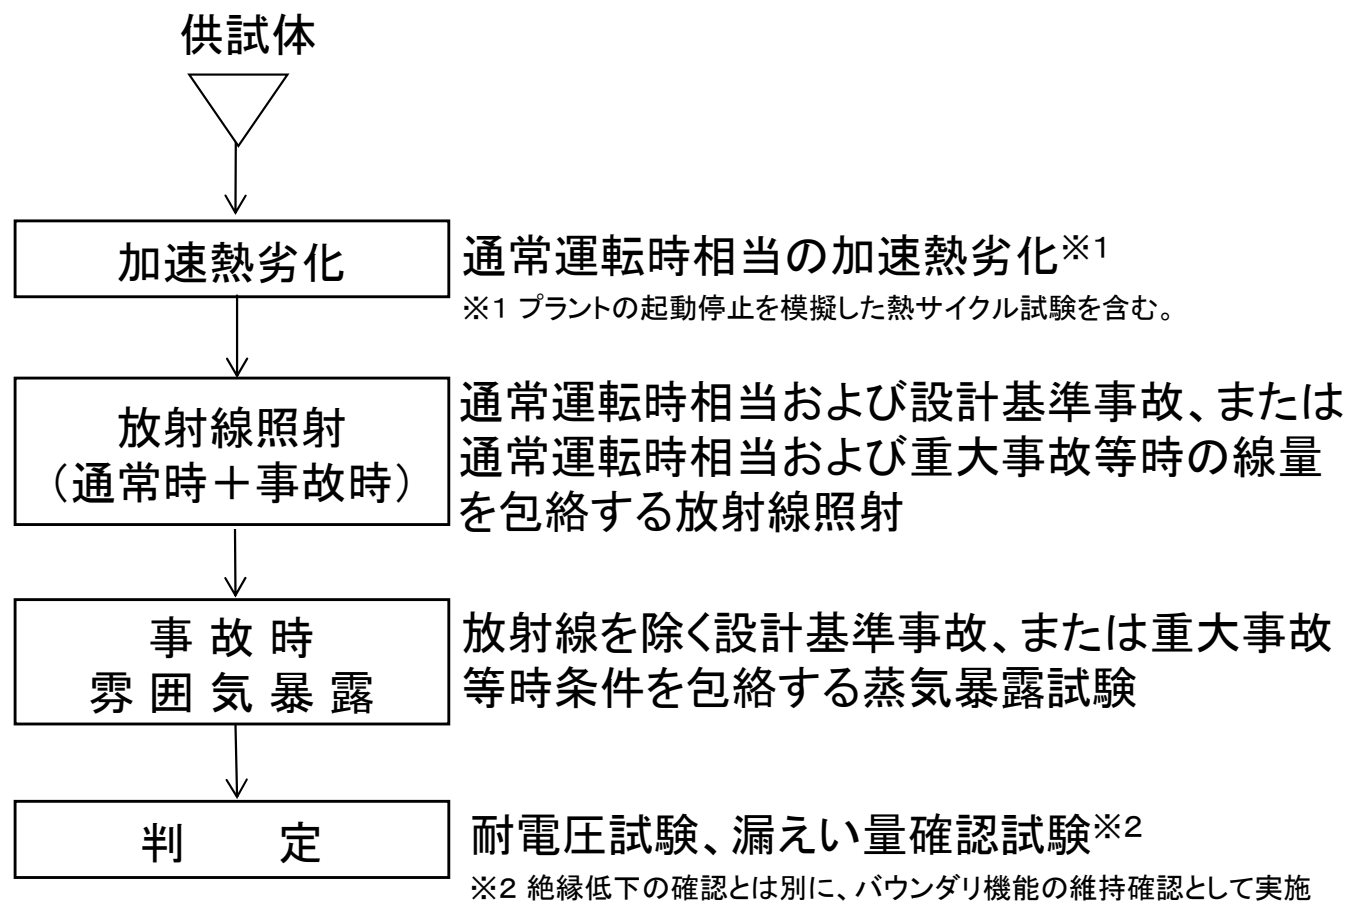 供試体
加速熱劣化
通常運転時相当の加速熱劣化※1
※1 プラントの起動停止を模擬した熱サイクル試験を含む。
放射線照射
（通常時＋事故時）
通常運転時相当および設計基準事故、または
通常運転時相当および重大事故等時の線量
を包絡する放射線照射
事 故 時
雰 囲 気 暴 露
放射線を除く設計基準事故、または重大事故
等時条件を包絡する蒸気暴露試験
判　　定
耐電圧試験、漏えい量確認試験※2
※2 絶縁低下の確認とは別に、バウンダリ機能の維持確認として実施